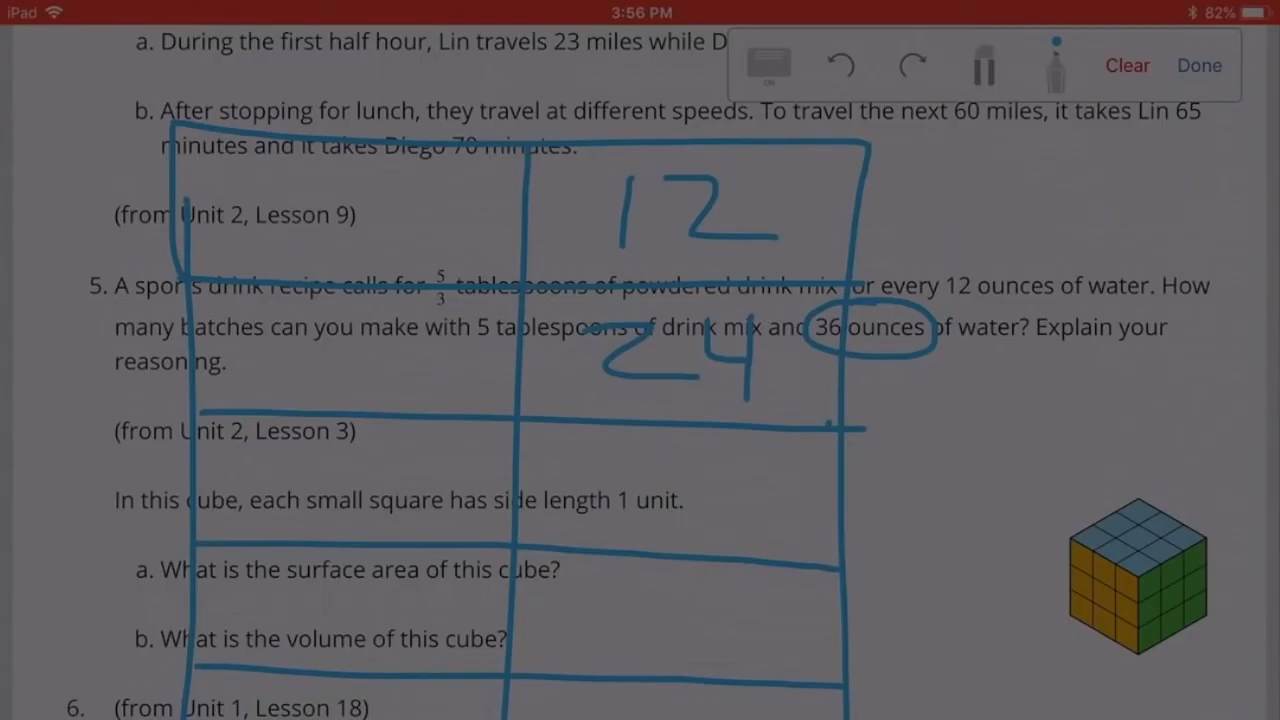 iPad 3:56 PM 82%
a. During the first half hour, Lin travels 23 miles while D
ON Clear Done
b. After stopping for lunch, they travel at different speeds. To travel the next 60 miles, it takes Lin 65
minutes and it takes Diego 70 minutes.
12
(from Unit 2, Lesson 9)
5. A sports drink recipe calls for 5/3 tablespoons of powdered drink mix for every 12 ounces of water. How
many batches can you make with 5 tablespoons of drink mix and 36 ounces of water? Explain your
reasoning.
24
(from Unit 2, Lesson 3)
In this cube, each small square has side length 1 unit.
a. What is the surface area of this cube?
b. What is the volume of this cube?
6. (from Unit 1, Lesson 18)